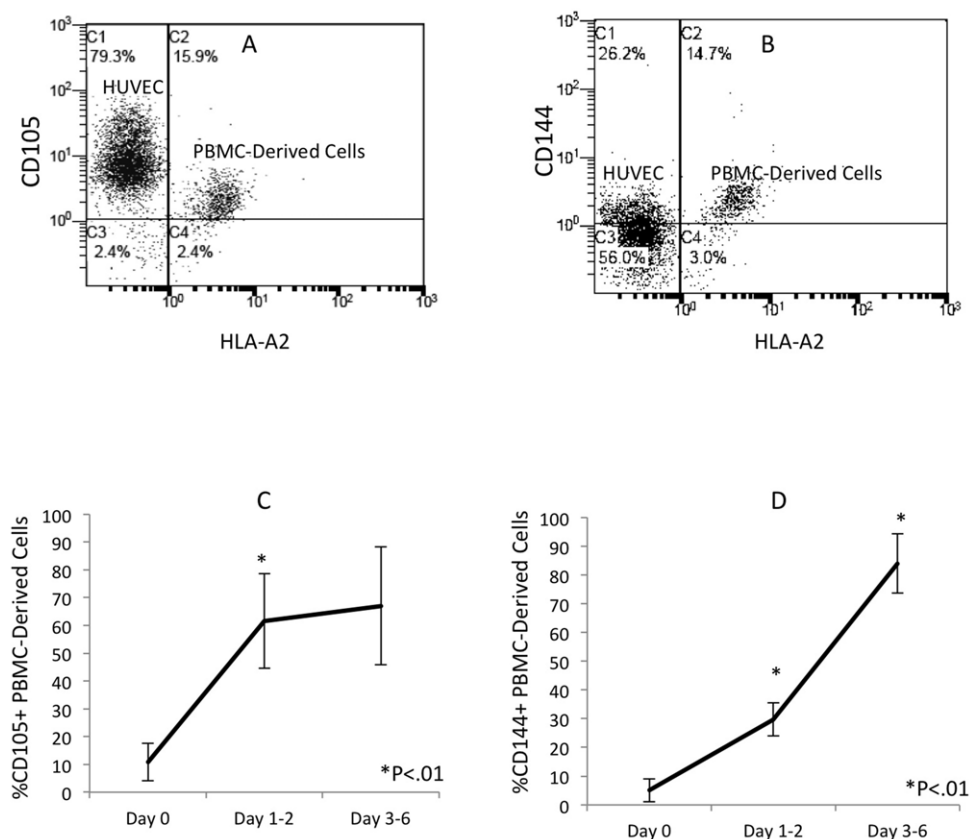 A
10³
10²
10¹
10⁰
CD105
C1
79.3%
C2
15.9%
HUVEC
PBMC-Derived Cells
C3
2.4%
C4
2.4%
10⁰
10¹
10²
10³
HLA-A2
B
10³
10²
10¹
10⁰
CD144
C1
26.2%
C2
14.7%
HUVEC
PBMC-Derived Cells
C3
56.0%
C4
3.0%
10⁰
10¹
10²
10³
HLA-A2
C
%CD105+ PBMC-Derived Cells
100
90
80
70
60
50
40
30
20
10
0
*
*P<.01
Day 0
Day 1-2
Day 3-6
D
%CD144+ PBMC-Derived Cells
100
90
80
70
60
50
40
30
20
10
0
*
*
*P<.01
Day 0
Day 1-2
Day 3-6